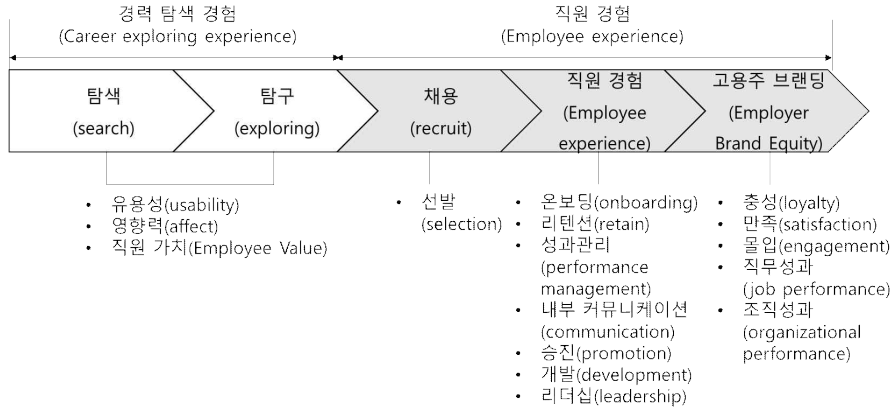 경력 탐색 경험
(Career exploring experience)
직원 경험
(Employee experience)
탐색
(search)
탐구
(exploring)
채용
(recruit)
직원 경험
(Employee
experience)
고용주 브랜딩
(Employer
Brand Equity)
• 유용성(usability)
• 영향력(affect)
• 직원 가치(Employee Value)
• 선발
(selection)
• 온보딩(onboarding)
• 리텐션(retain)
• 성과관리
(performance
management)
• 내부 커뮤니케이션
(communication)
• 승진(promotion)
• 개발(development)
• 리더십(leadership)
• 충성(loyalty)
• 만족(satisfaction)
• 몰입(engagement)
• 직무성과
(job performance)
• 조직성과
(organizational
performance)